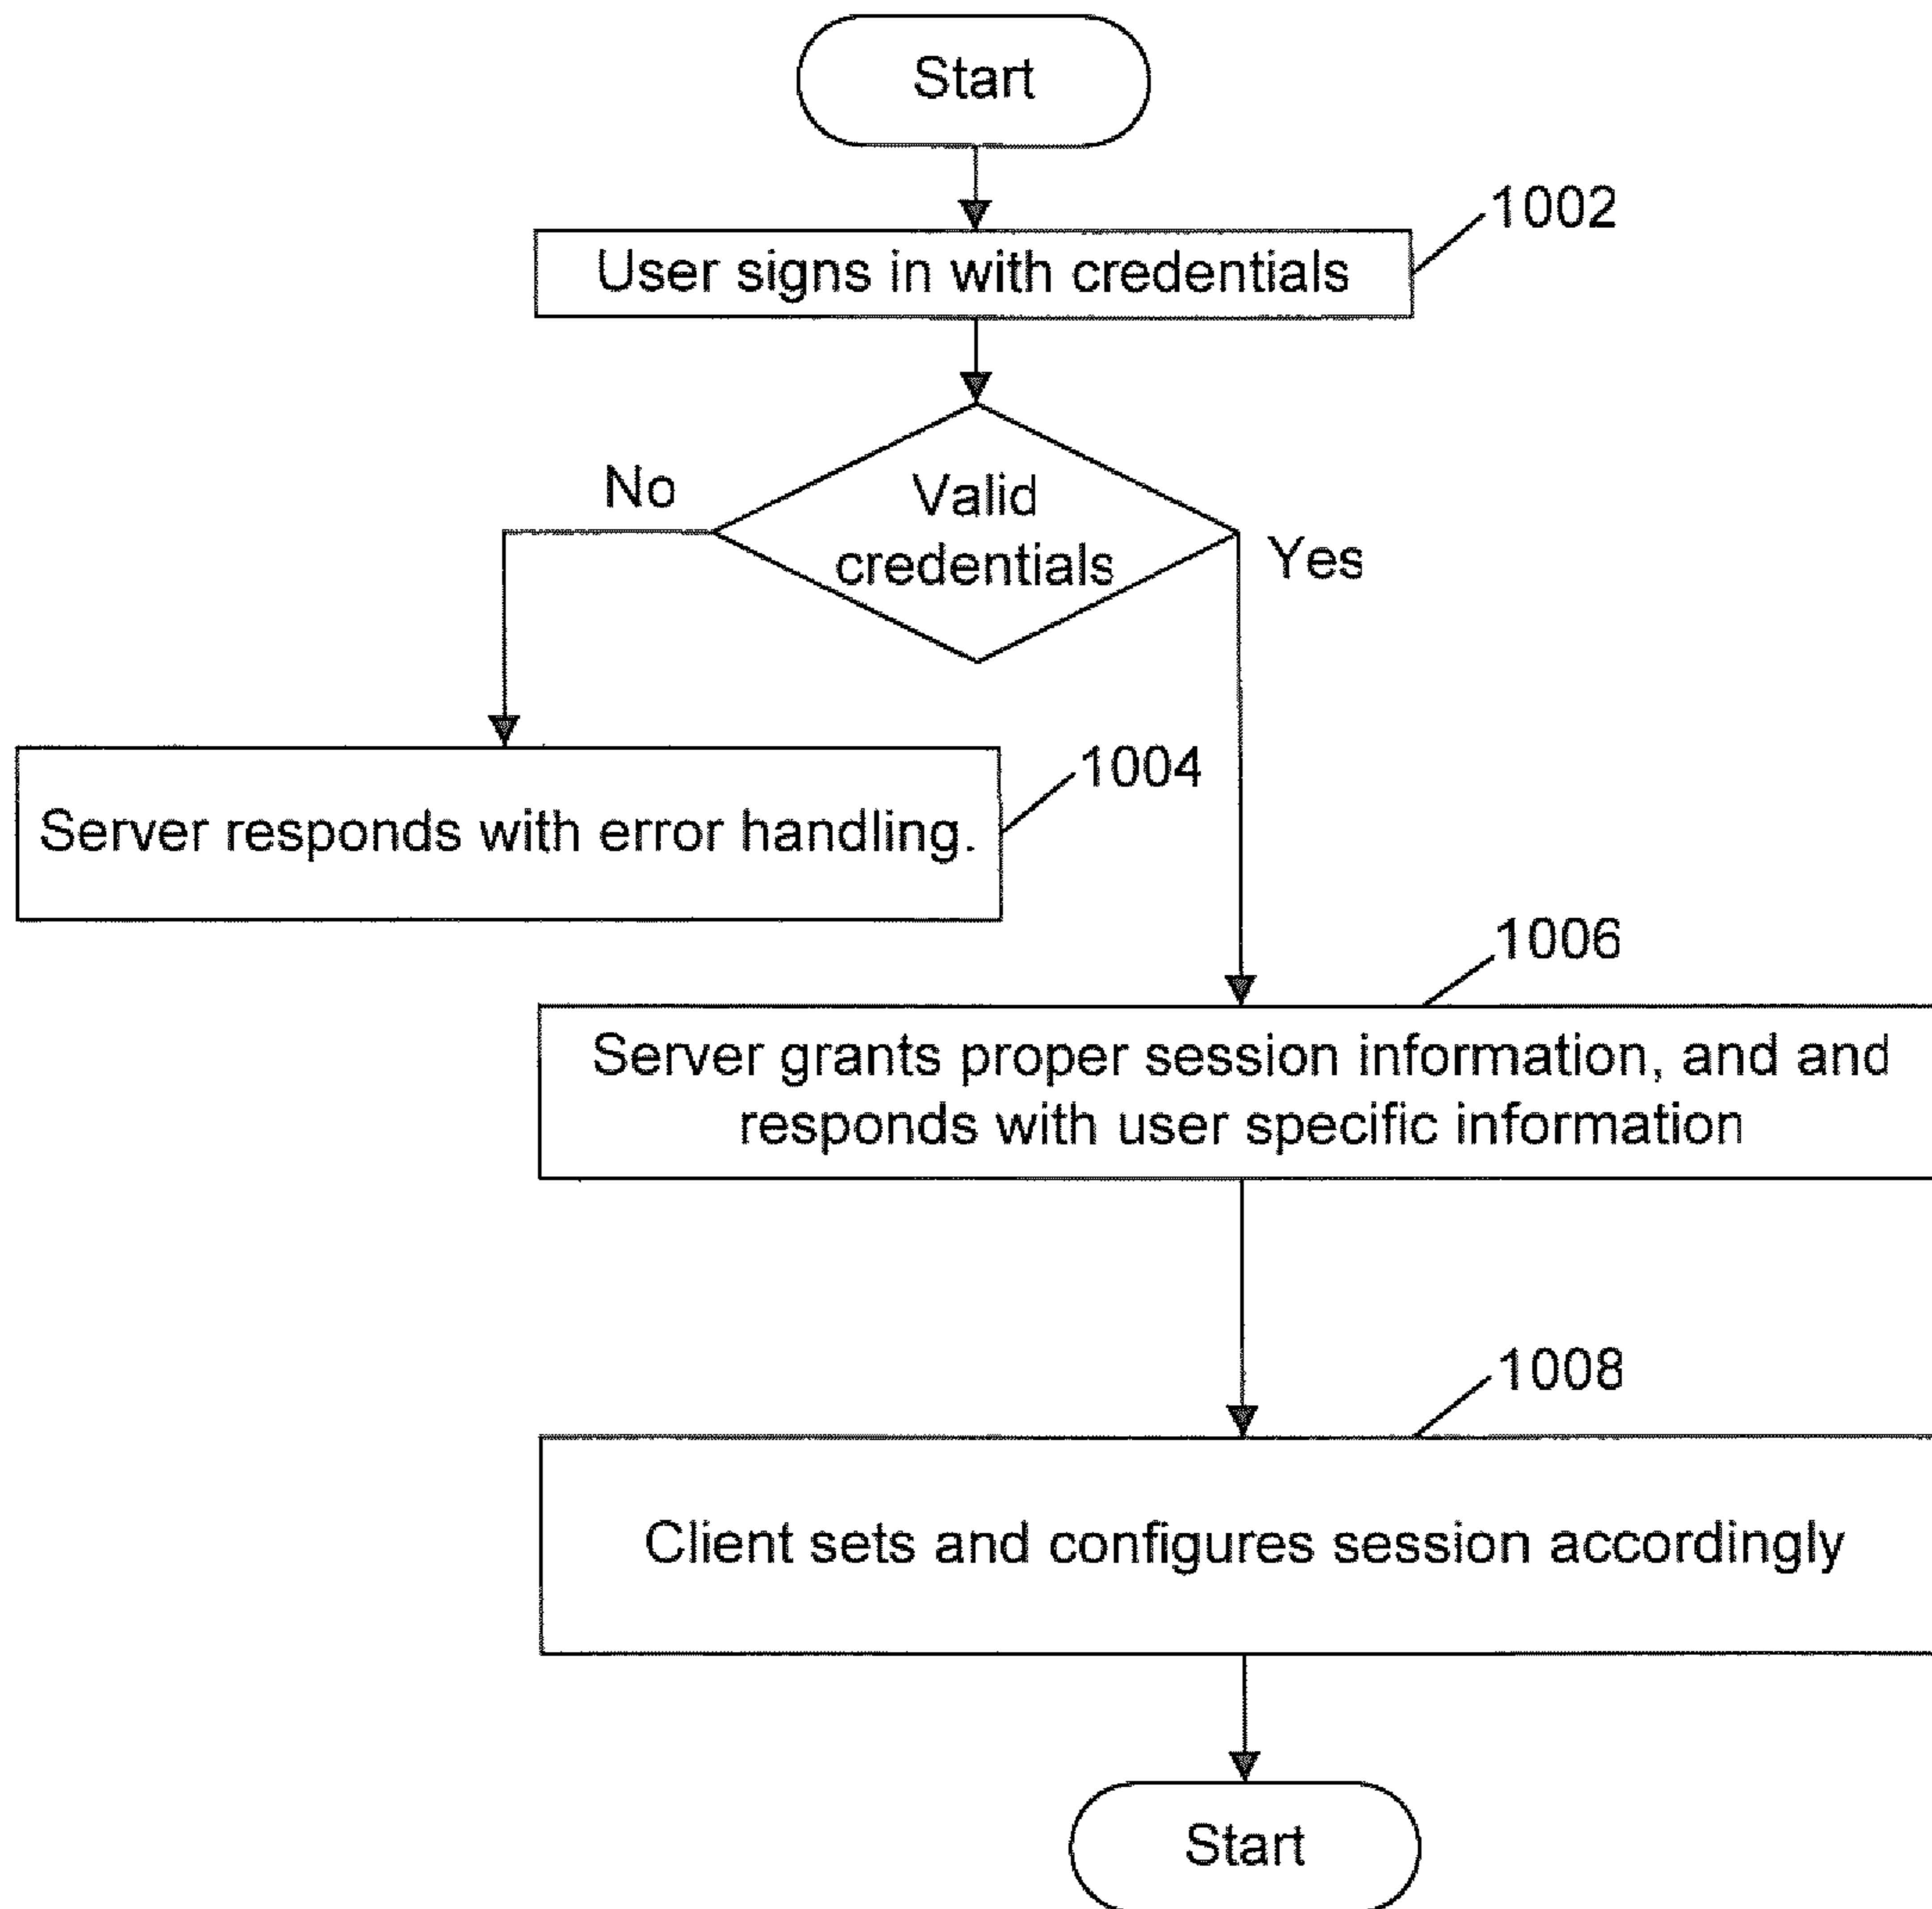 Start
1002
User signs in with credentials
No
Valid
credentials
Yes
1004
Server responds with error handling.
1006
Server grants proper session information, and and
responds with user specific information
1008
Client sets and configures session accordingly
Start